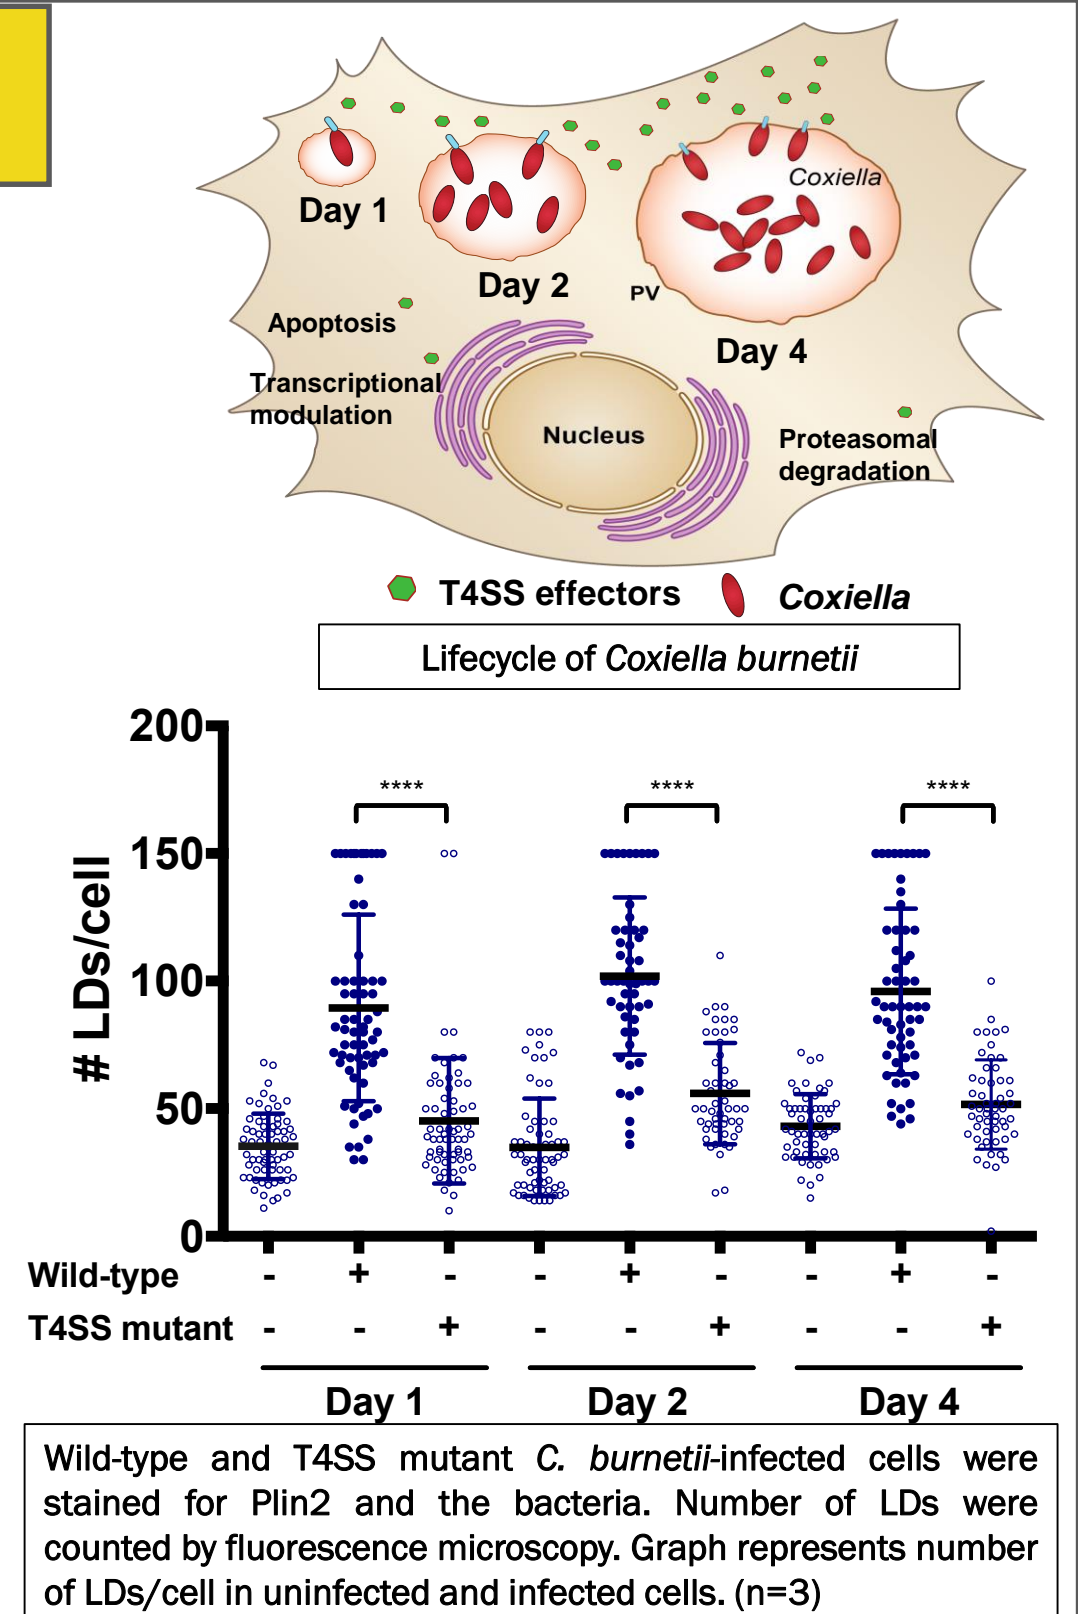 Coxiella
Day 1
Day 2
PV
Apoptosis
Day 4
Transcriptional
modulation
Nucleus
Proteasomal
degradation
T4SS effectors
Coxiella
Lifecycle of Coxiella burnetii
200
150
100
50
0
# LDs/cell
**** **** ****
Wild-type - + - - + - - + -
T4SS mutant - - + - - + - - +
Day 1 Day 2 Day 4
Wild-type and T4SS mutant C. burnetii-infected cells were
stained for Plin2 and the bacteria. Number of LDs were
counted by fluorescence microscopy. Graph represents number
of LDs/cell in uninfected and infected cells. (n=3)